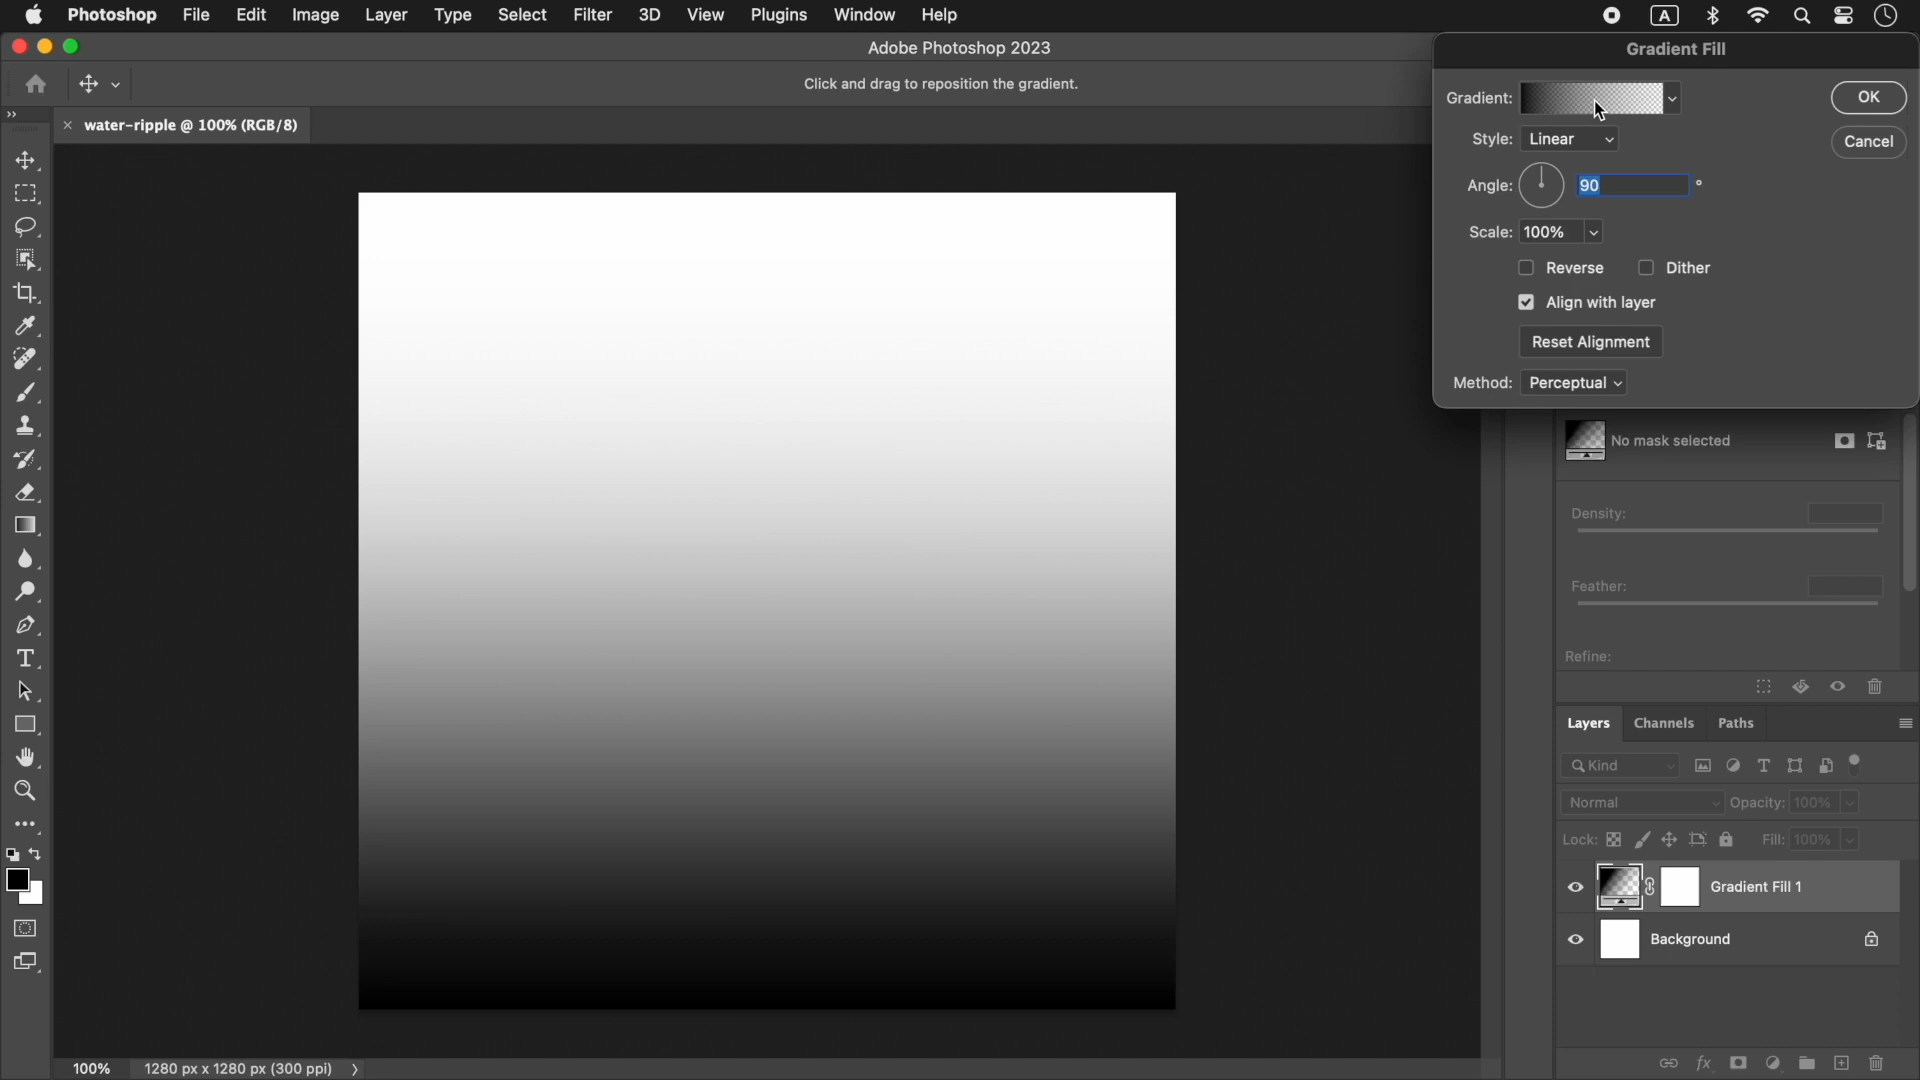 Photoshop File Edit Image Layer Type Select Filter 3D View Plugins Window Help A
Adobe Photoshop 2023
Click and drag to reposition the gradient.
water-ripple @ 100% (RGB/8)
Gradient Fill
Gradient:
OK
Style: Linear
Cancel
Angle: 90 °
Scale: 100%
Reverse Dither
Align with layer
Reset Alignment
Method: Perceptual
No mask selected
Density:
Feather:
Refine:
Layers Channels Paths
Kind
Normal Opacity: 100%
Lock: Fill: 100%
Gradient Fill 1
Background
100% 1280 px x 1280 px (300 ppi)